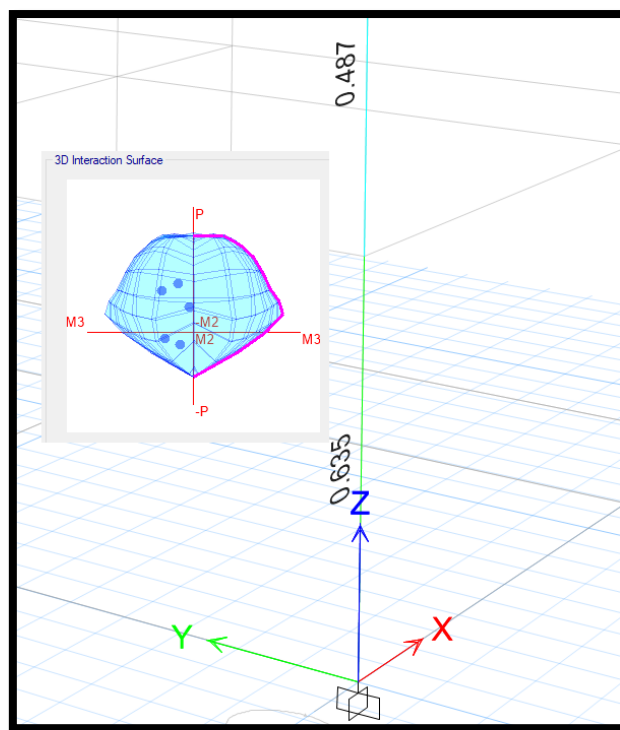 0.487
3D Interaction Surface
P
M3
-M2
M2
M3
-P
0.635
Z
Y
X